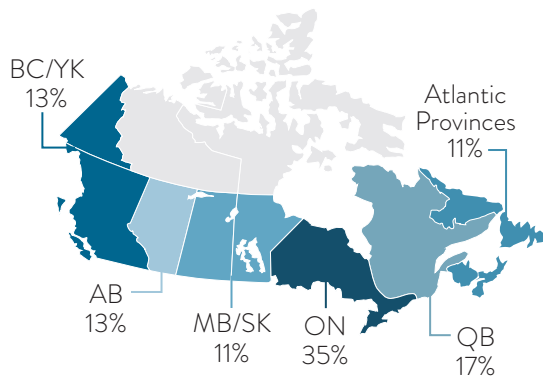 BC/YK
13%
Atlantic
Provinces
11%
AB
13%
MB/SK
11%
ON
35%
QB
17%